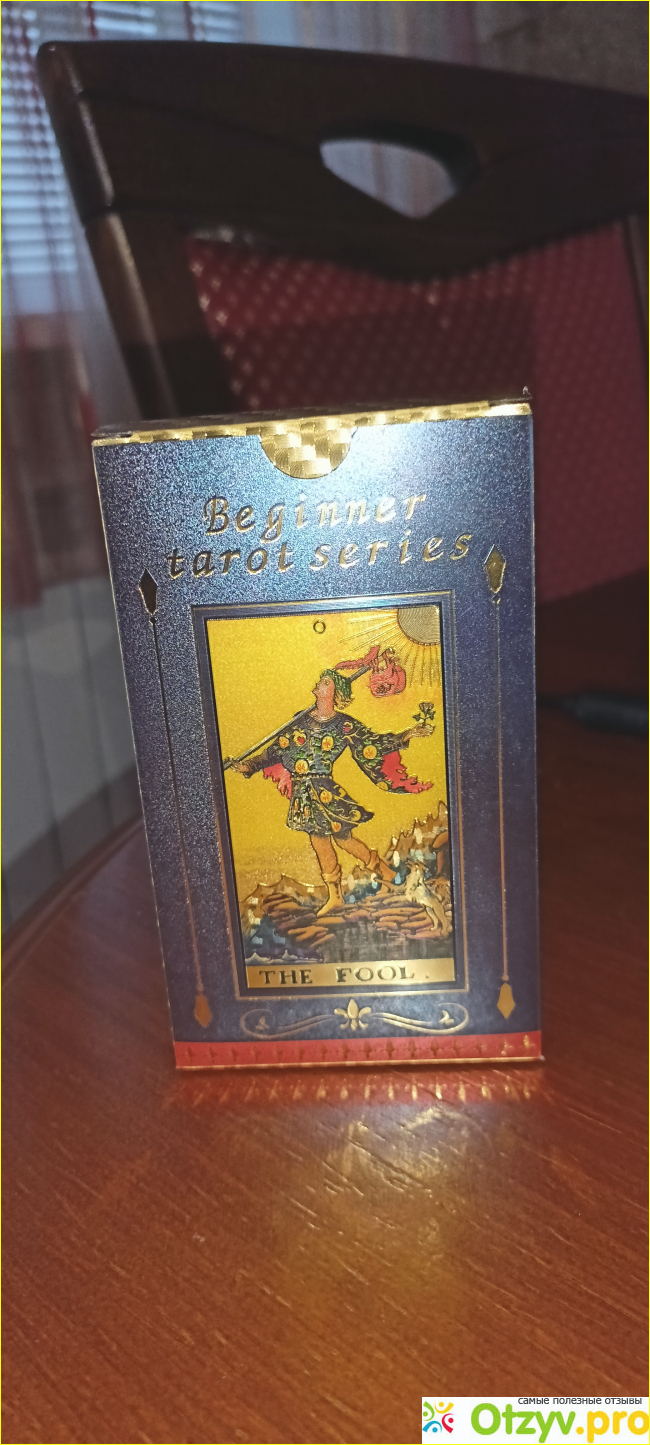 Beginner
tarot series
0
THE FOOL.
самые полезные отзывы
Otzyv.pro